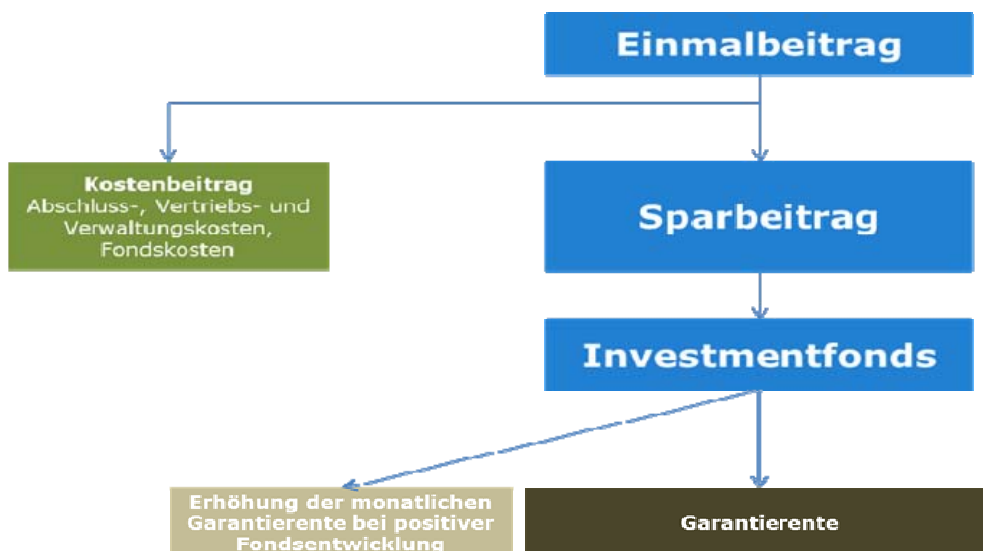 Einmalbeitrag
Kostenbeitrag
Abschluss-, Vertriebs- und
Verwaltungskosten,
Fondskosten
Sparbeitrag
Investmentfonds
Erhöhung der monatlichen
Garantierente bei positiver
Fondsentwicklung
Garantierente